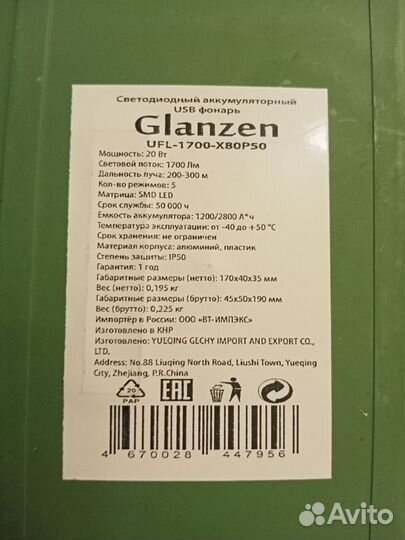 Светодиодный аккумуляторный
USB фонарь
Glanzen
UFL-1700-X80P50
Мощность: 20 Вт
Световой поток: 1700 Лм
Дальность луча: 200-300 м
Кол-во режимов: 5
Матрица: SMD LED
Срок службы: 50 000 ч
Емкость аккумулятора: 1200/2800 Л*ч
Температура эксплуатации: от -40 до +50 °C
Срок хранения: не ограничен
Материал корпуса: алюминий, пластик
Степень защиты: IP50
Гарантия: 1 год
Габаритные размеры (нетто): 170x40x35 мм
Вес (нетто): 0,195 кг
Габаритные размеры (брутто): 45x50x190 мм
Вес (брутто): 0,225 кг
Импортёр в России: ООО «ВТ-ИМПЭКС»
Изготовлено в КНР
Изготовлено: YUEQING GECHY IMPORT AND EXPORT CO.,
LTD.
Address: No.88 Liuqing North Road, Liushi Town, Yueqing
City, Zhejiang, P.R.China
20
PAP
EAC
4 670028 447956
Avito